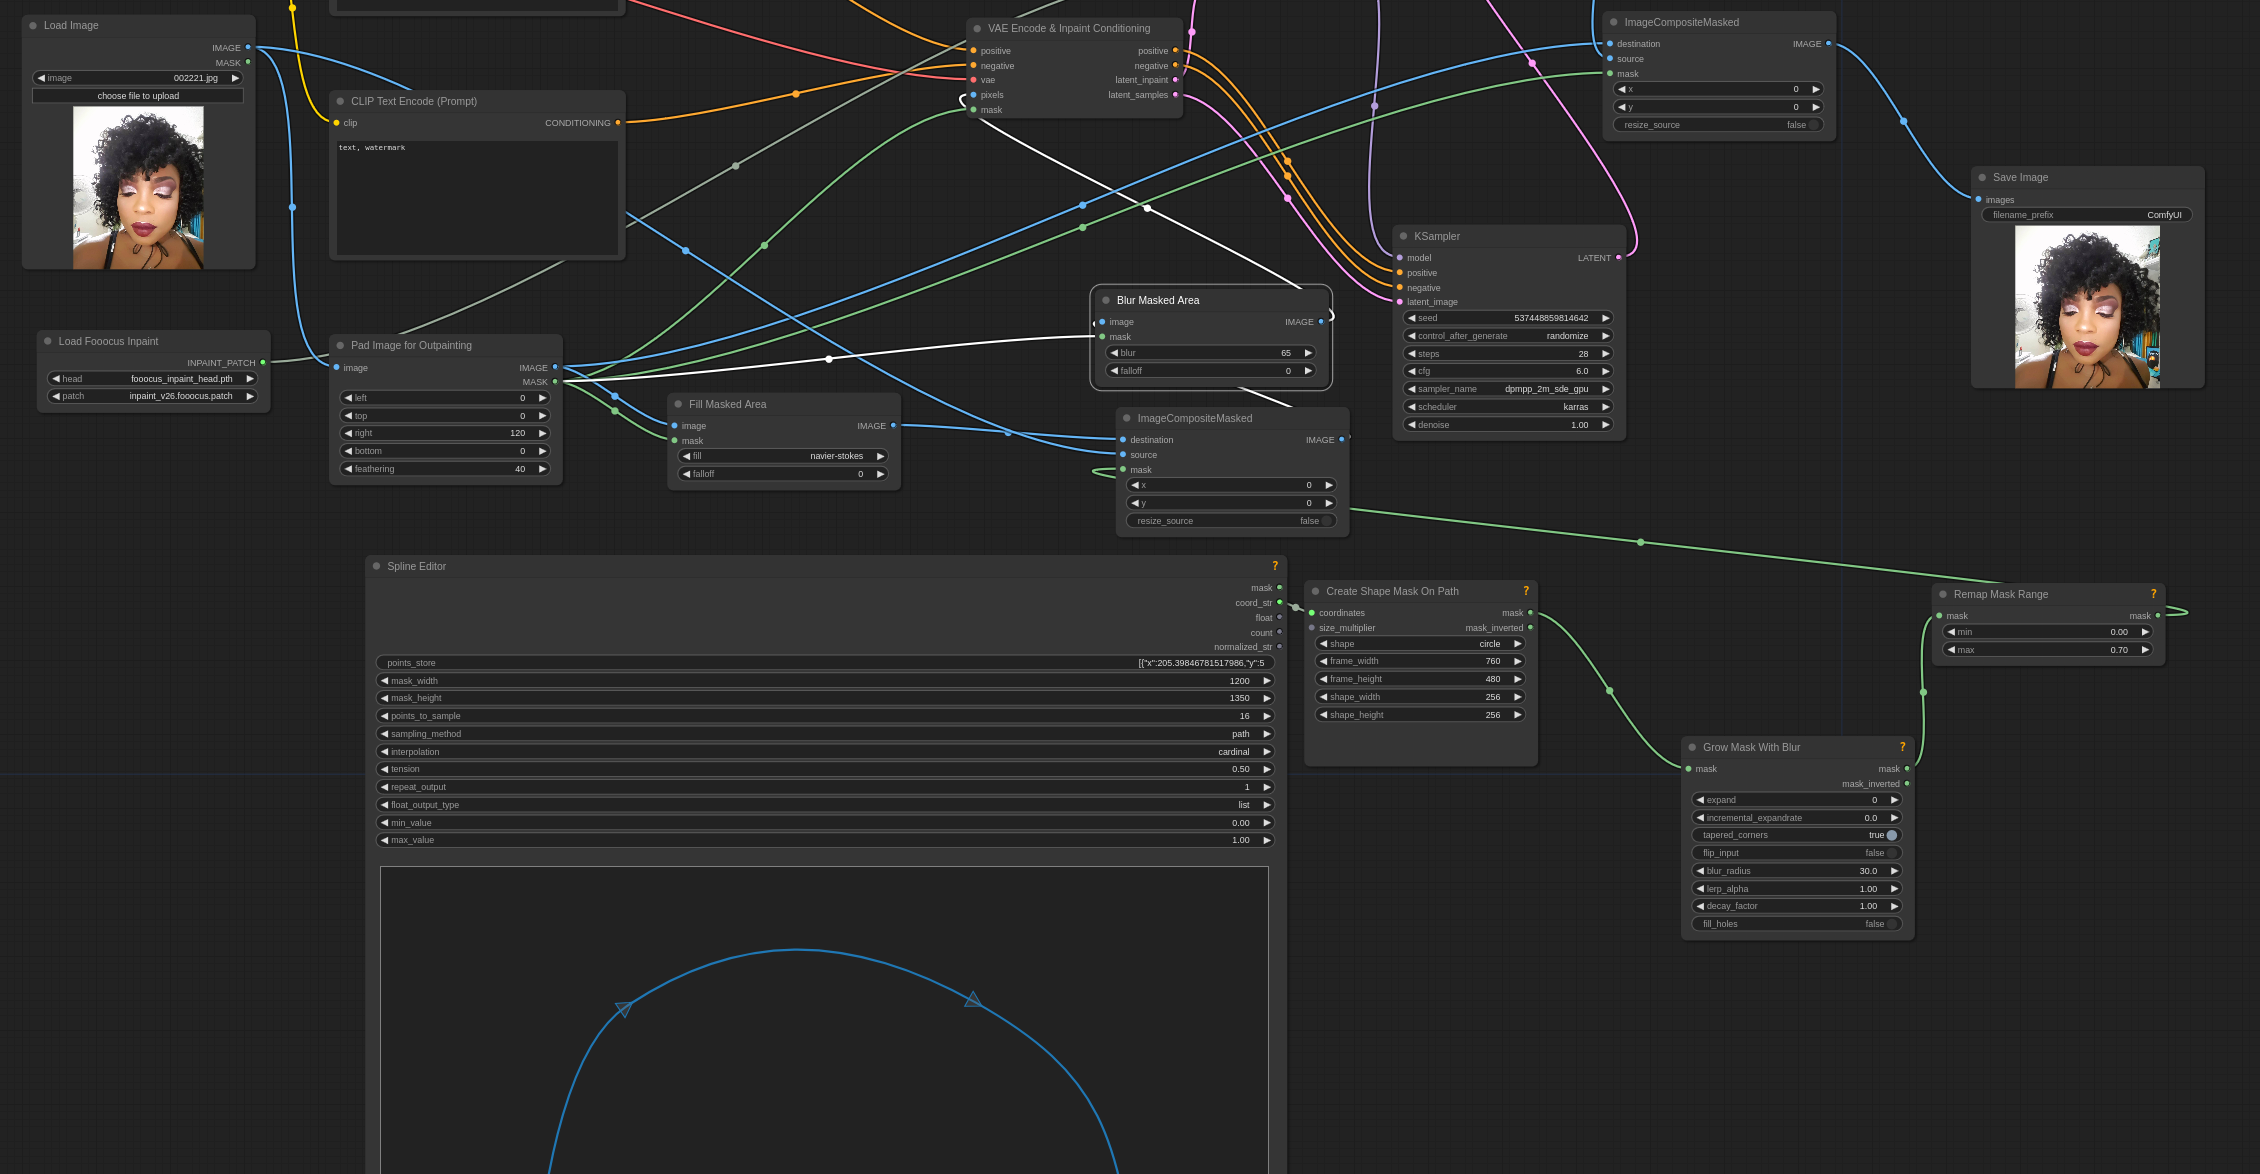 Load Image
IMAGE
MASK
image 002221.jpg
choose file to upload
CLIP Text Encode (Prompt)
clip CONDITIONING
text, watermark
VAE Encode & Inpaint Conditioning
positive positive
negative negative
vae latent_inpaint
pixels latent_samples
mask
ImageCompositeMasked
destination IMAGE
source
mask
x 0
y 0
resize_source false
Save Image
images
filename_prefix ComfyUI
KSampler
model LATENT
positive
negative
latent_image
seed 537448859814642
control_after_generate randomize
steps 28
cfg 6.0
sampler_name dpmpp_2m_sde_gpu
scheduler karras
denoise 1.00
Blur Masked Area
image IMAGE
mask
blur 65
falloff 0
Load Fooocus Inpaint
INPAINT_PATCH
head fooocus_inpaint_head.pth
patch inpaint_v26.fooocus.patch
Pad Image for Outpainting
image IMAGE
MASK
left 0
top 0
right 120
bottom 0
feathering 40
Fill Masked Area
image IMAGE
mask
fill navier-stokes
falloff 0
ImageCompositeMasked
destination IMAGE
source
mask
x 0
y 0
resize_source false
Spline Editor ?
mask
coord_str
float
count
normalized_str
points_store [{"x":205.39846781517986,"y":5
mask_width 1200
mask_height 1350
points_to_sample 16
sampling_method path
interpolation cardinal
tension 0.50
repeat_output 1
float_output_type list
min_value 0.00
max_value 1.00
Create Shape Mask On Path ?
coordinates mask
size_multiplier mask_inverted
shape circle
frame_width 760
frame_height 480
shape_width 256
shape_height 256
Remap Mask Range ?
mask mask
min 0.00
max 0.70
Grow Mask With Blur ?
mask mask
mask_inverted
expand 0
incremental_expandrate 0.0
tapered_corners true
flip_input false
blur_radius 30.0
lerp_alpha 1.00
decay_factor 1.00
fill_holes false